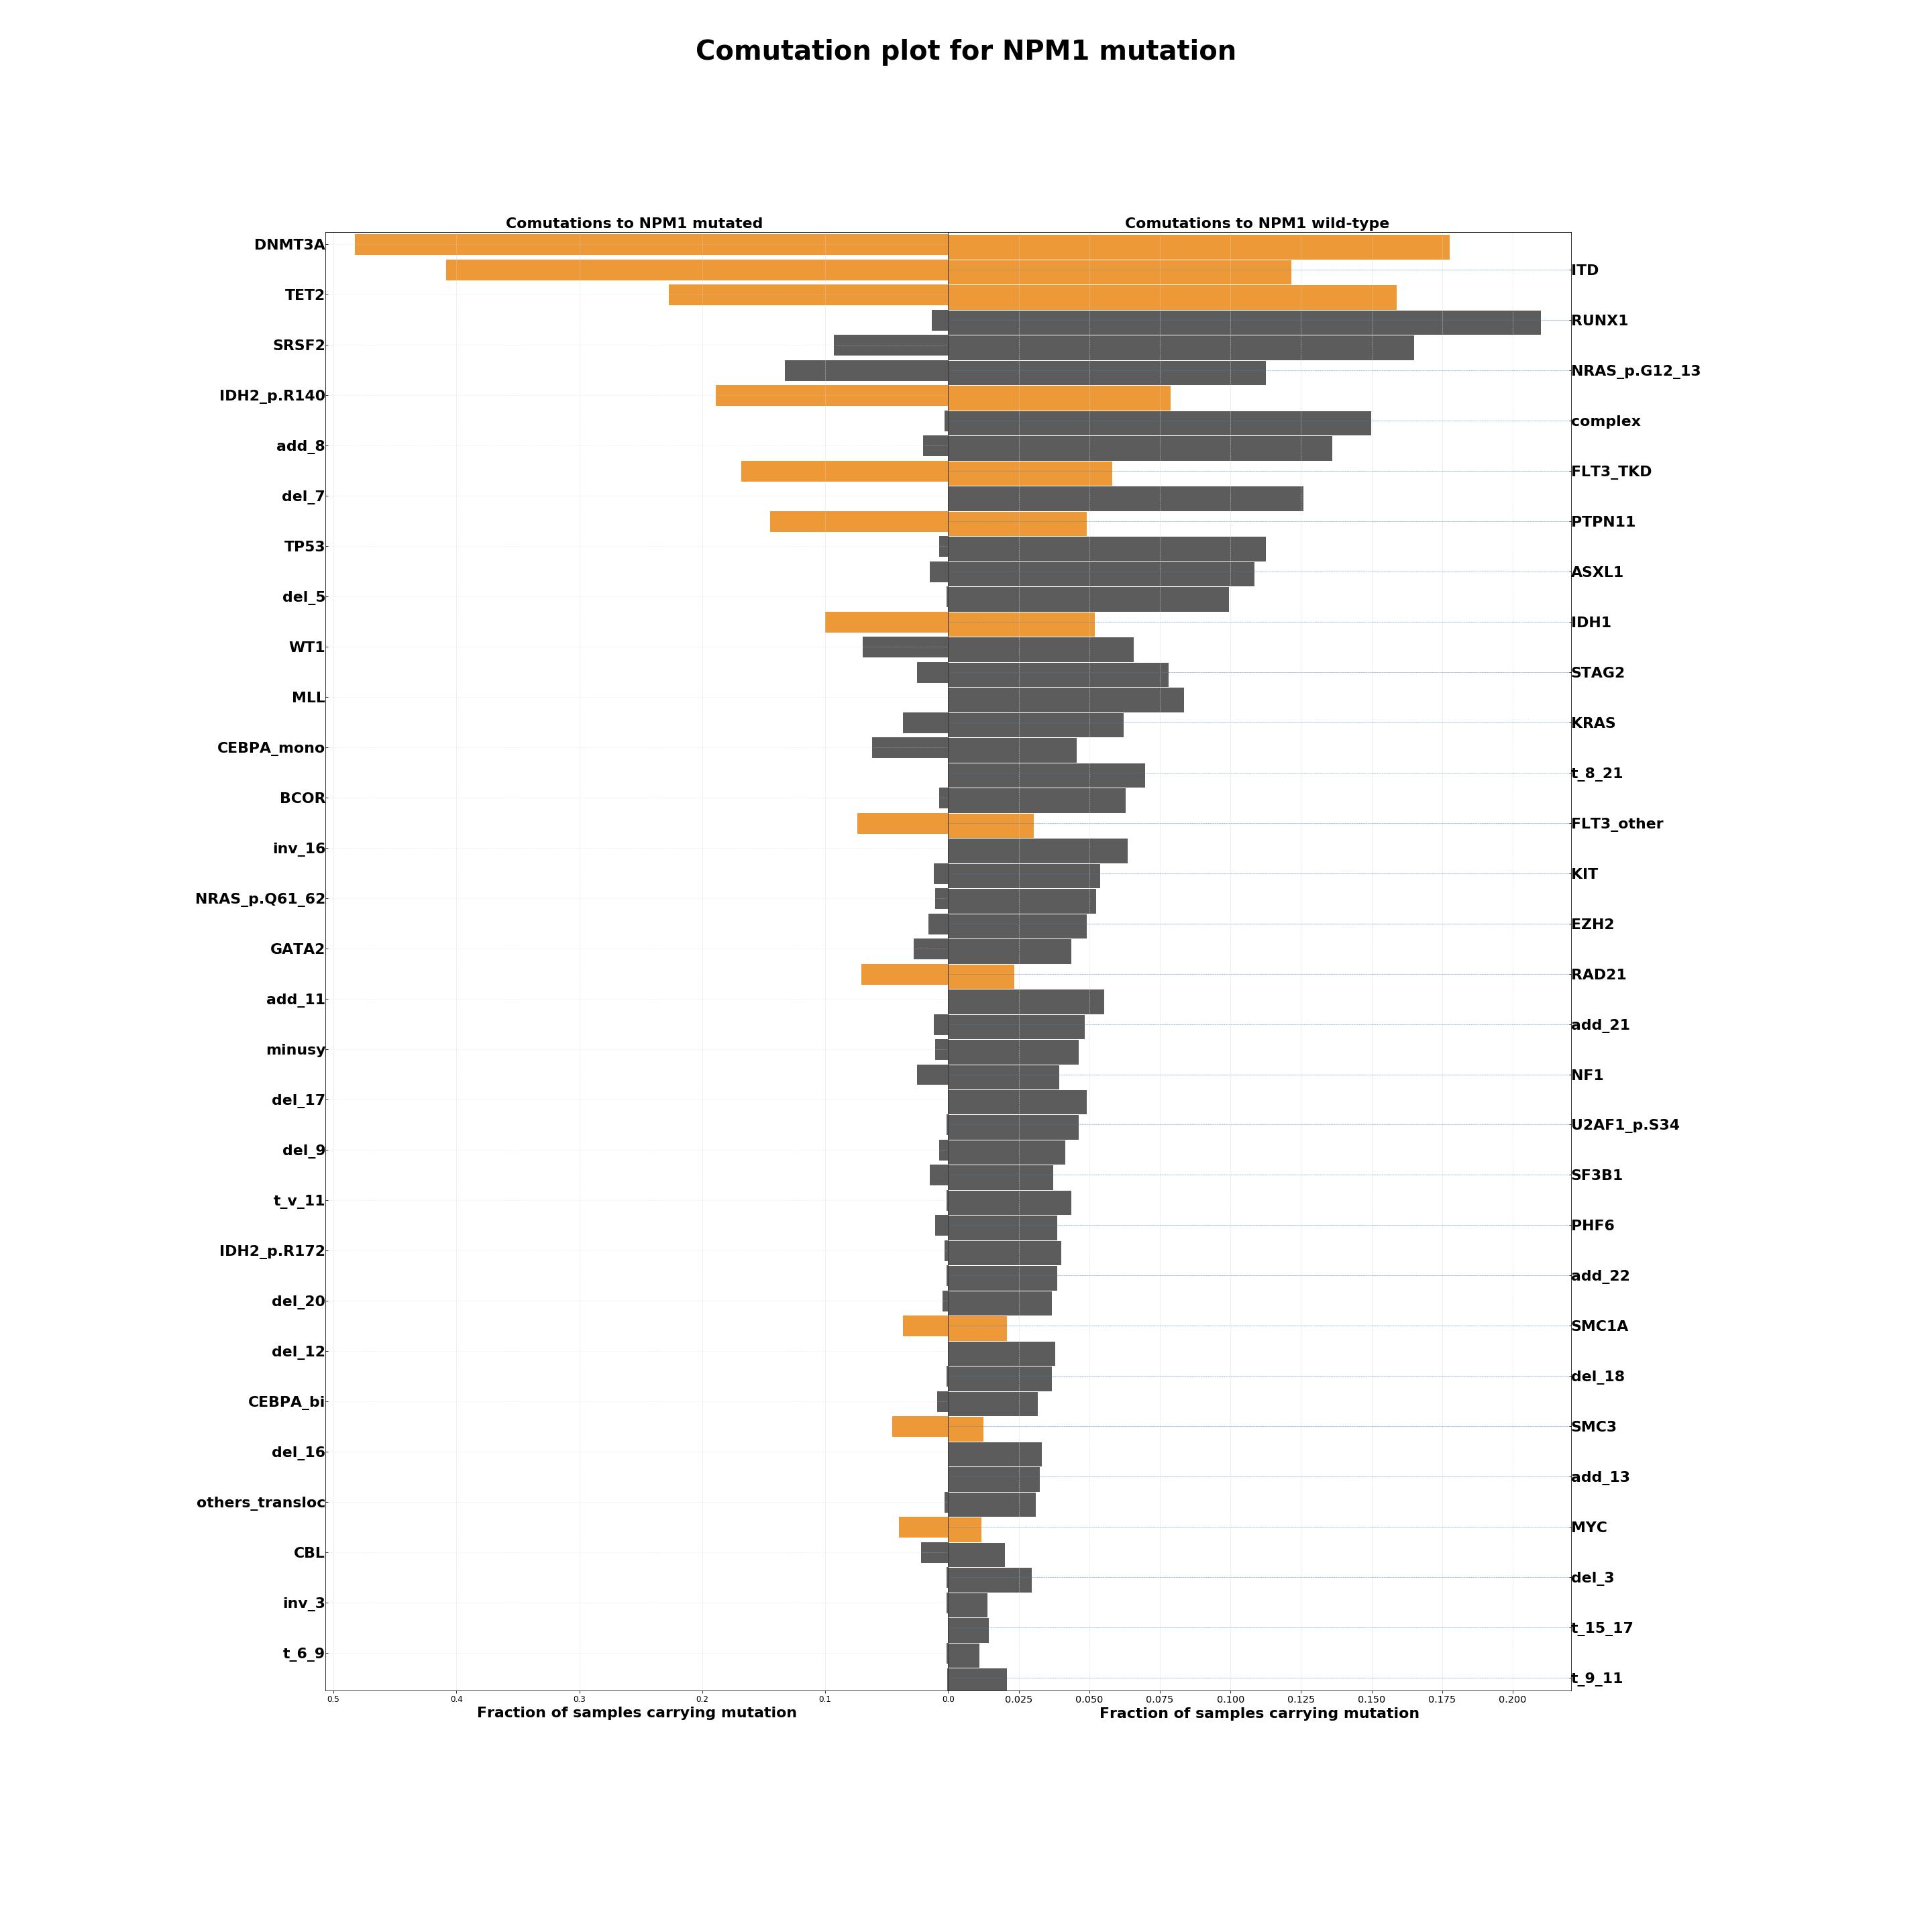 Comutation plot for NPM1 mutation
Comutations to NPM1 mutated
Comutations to NPM1 wild-type
DNMT3A
ITD
TET2
RUNX1
SRSF2
NRAS_p.G12_13
IDH2_p.R140
complex
add_8
FLT3_TKD
del_7
PTPN11
TP53
ASXL1
del_5
IDH1
WT1
STAG2
MLL
KRAS
CEBPA_mono
t_8_21
BCOR
FLT3_other
inv_16
KIT
NRAS_p.Q61_62
EZH2
GATA2
RAD21
add_11
add_21
minusy
NF1
del_17
U2AF1_p.S34
del_9
SF3B1
t_v_11
PHF6
IDH2_p.R172
add_22
del_20
SMC1A
del_12
del_18
CEBPA_bi
SMC3
del_16
add_13
others_transloc
MYC
CBL
del_3
inv_3
t_15_17
t_6_9
t_9_11
0.5 0.4 0.3 0.2 0.1 0.0 0.025 0.050 0.075 0.100 0.125 0.150 0.175 0.200
Fraction of samples carrying mutation
Fraction of samples carrying mutation